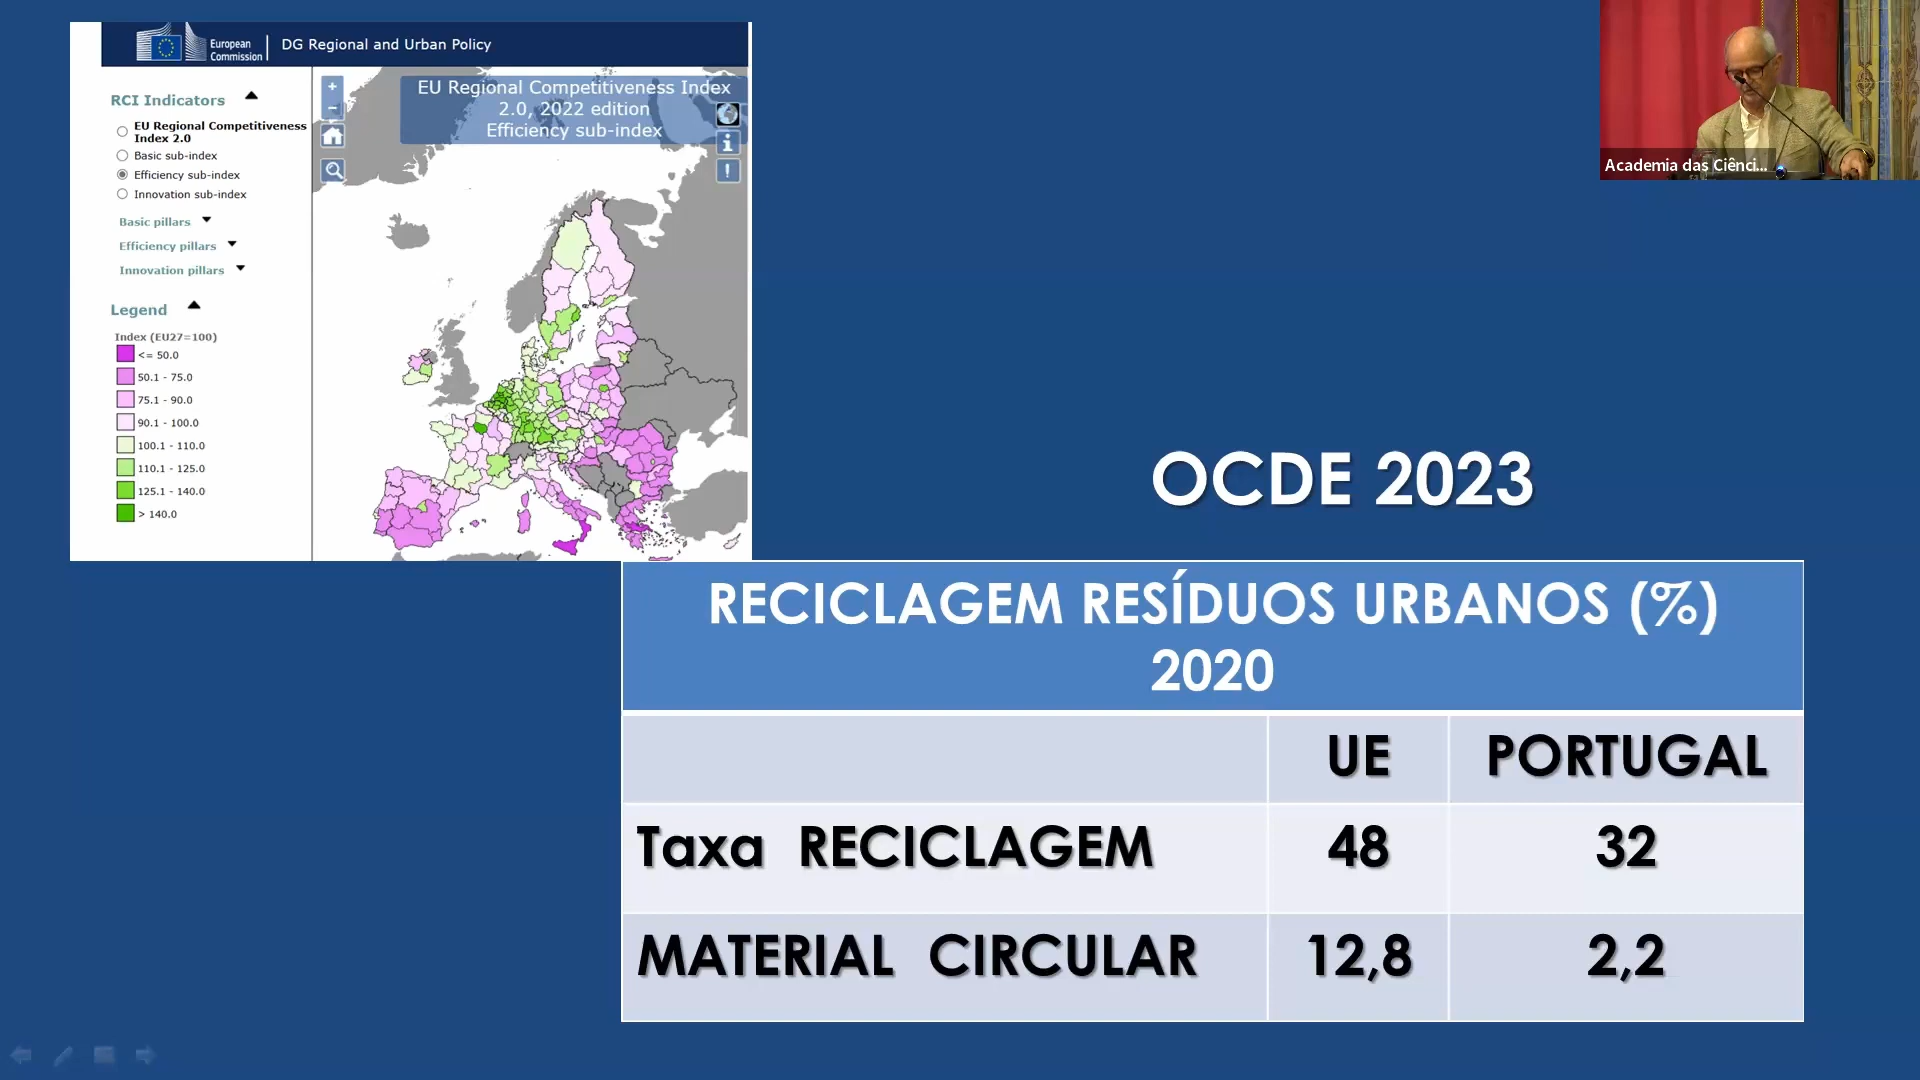 European
Commission
DG Regional and Urban Policy
RCI Indicators
EU Regional Competitiveness
Index 2.0
Basic sub-index
Efficiency sub-index
Innovation sub-index
Basic pillars
Efficiency pillars
Innovation pillars
Legend
Index (EU27=100)
<= 50.0
50.1 - 75.0
75.1 - 90.0
90.1 - 100.0
100.1 - 110.0
110.1 - 125.0
125.1 - 140.0
> 140.0
EU Regional Competitiveness Index
2.0, 2022 edition
Efficiency sub-index
Academia das Ciênci...
OCDE 2023
RECICLAGEM RESÍDUOS URBANOS (%)
2020
UE PORTUGAL
Taxa RECICLAGEM 48 32
MATERIAL CIRCULAR 12,8 2,2